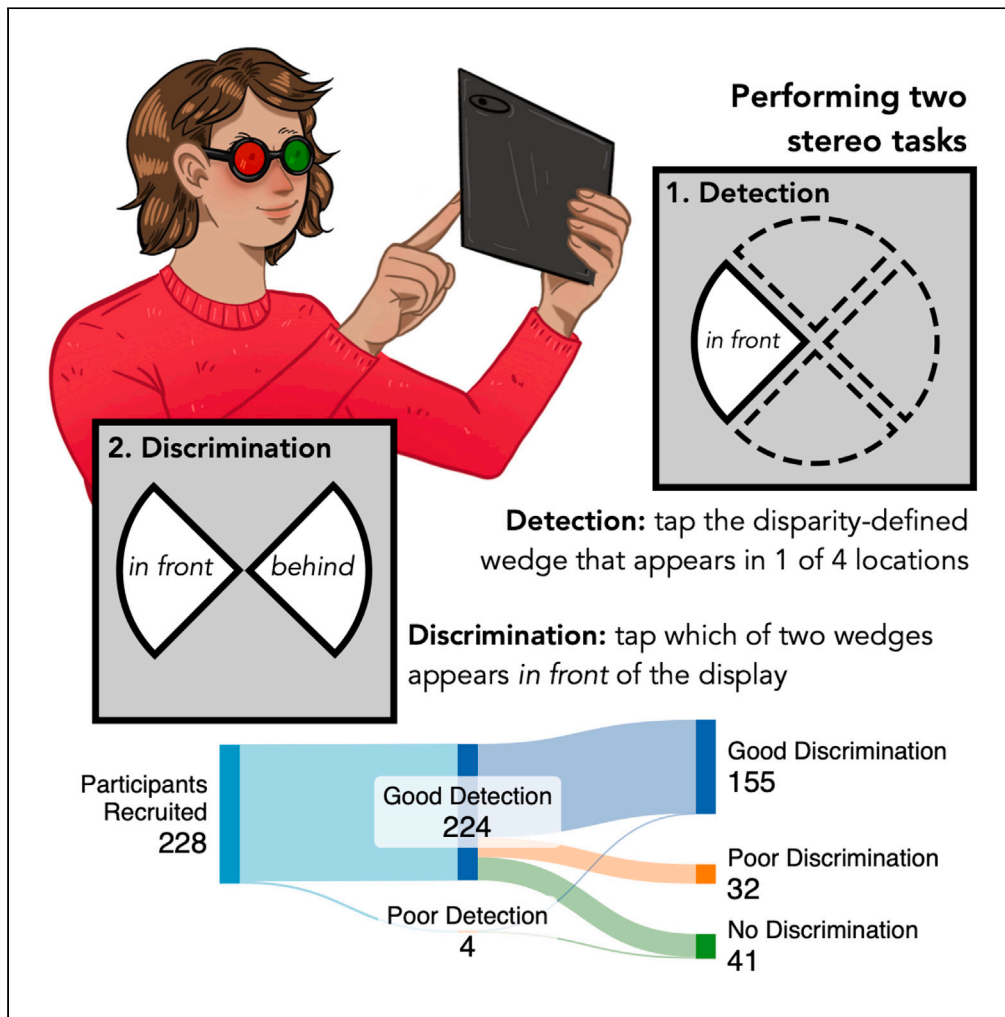 Performing two
stereo tasks
1. Detection
in front
2. Discrimination
in front
behind
Detection: tap the disparity-defined
wedge that appears in 1 of 4 locations
Discrimination: tap which of two wedges
appears in front of the display
Participants
Recruited
228
Good Detection
224
Poor Detection
4
Good Discrimination
155
Poor Discrimination
32
No Discrimination
41